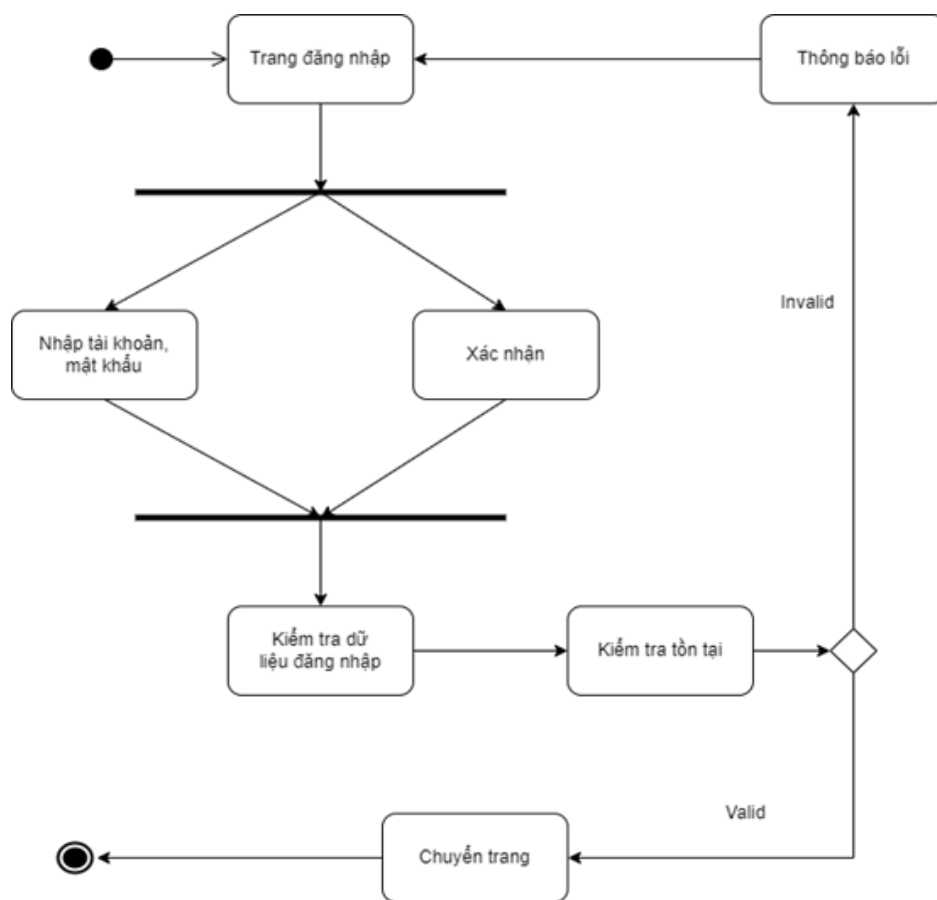 Trang đăng nhập
Thông báo lỗi
Invalid
Nhập tài khoản,
mật khẩu
Xác nhận
Kiểm tra dữ
liệu đăng nhập
Kiểm tra tồn tại
Valid
Chuyển trang